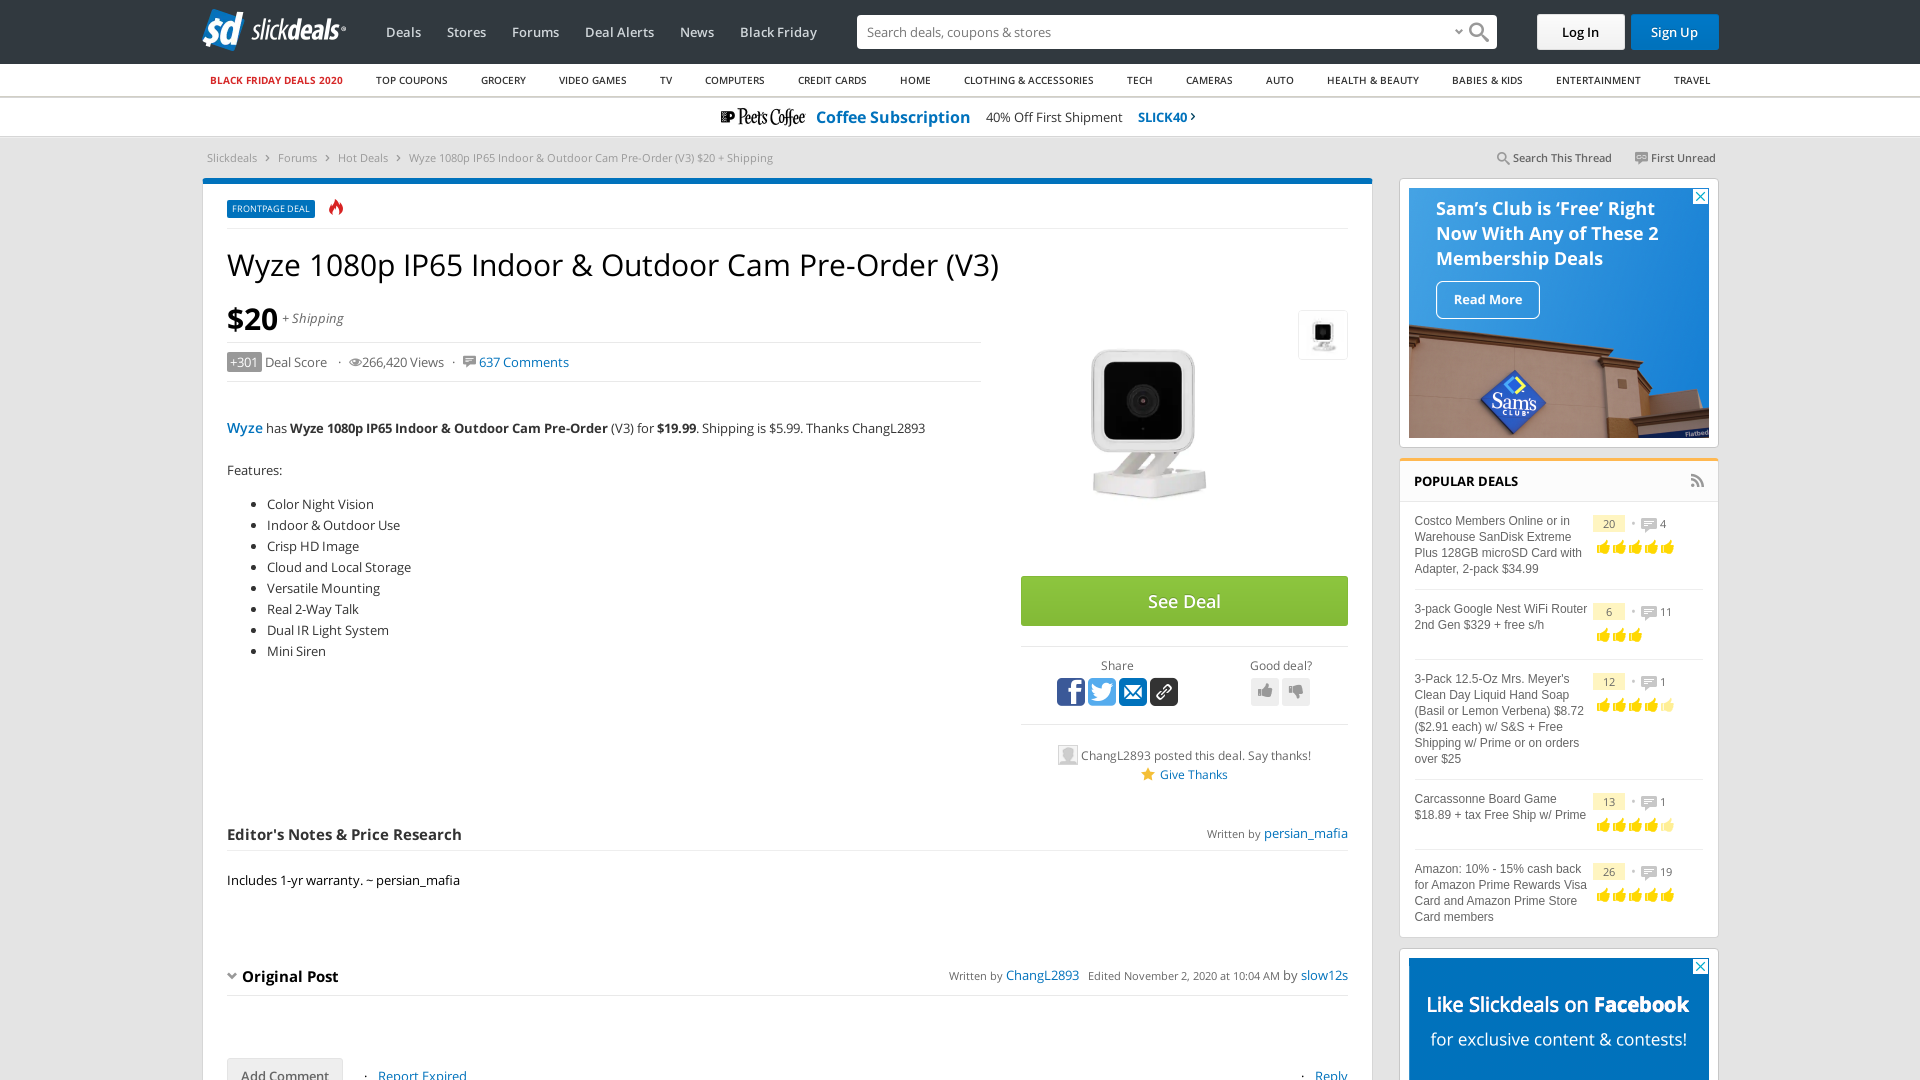 slickdeals
Deals
Stores
Forums
Deal Alerts
News
Black Friday
Search deals, coupons & stores
Log In
Sign Up
BLACK FRIDAY DEALS 2020
TOP COUPONS
GROCERY
VIDEO GAMES
TV
COMPUTERS
CREDIT CARDS
HOME
CLOTHING & ACCESSORIES
TECH
CAMERAS
AUTO
HEALTH & BEAUTY
BABIES & KIDS
ENTERTAINMENT
TRAVEL
Peet's Coffee
Coffee Subscription
40% Off First Shipment
SLICK40
Slickdeals > Forums > Hot Deals > Wyze 1080p IP65 Indoor & Outdoor Cam Pre-Order (V3) $20 + Shipping
Search This Thread
First Unread
FRONTPAGE DEAL
Wyze 1080p IP65 Indoor & Outdoor Cam Pre-Order (V3)
$20 + Shipping
+301 Deal Score · 266,420 Views · 637 Comments
Wyze has Wyze 1080p IP65 Indoor & Outdoor Cam Pre-Order (V3) for $19.99. Shipping is $5.99. Thanks ChangL2893
Features:
Color Night Vision
Indoor & Outdoor Use
Crisp HD Image
Cloud and Local Storage
Versatile Mounting
Real 2-Way Talk
Dual IR Light System
Mini Siren
See Deal
Share
Good deal?
ChangL2893 posted this deal. Say thanks!
Give Thanks
Editor's Notes & Price Research
Written by persian_mafia
Includes 1-yr warranty. ~ persian_mafia
Original Post
Written by ChangL2893 Edited November 2, 2020 at 10:04 AM by slow12s
Add Comment · Report Expired
· Reply
Sam's Club is 'Free' Right
Now With Any of These 2
Membership Deals
Read More
Sam's
CLUB
Flatbed
POPULAR DEALS
Costco Members Online or in
Warehouse SanDisk Extreme
Plus 128GB microSD Card with
Adapter, 2-pack $34.99
20 • 4
3-pack Google Nest WiFi Router
2nd Gen $329 + free s/h
6 • 11
3-Pack 12.5-Oz Mrs. Meyer's
Clean Day Liquid Hand Soap
(Basil or Lemon Verbena) $8.72
($2.91 each) w/ S&S + Free
Shipping w/ Prime or on orders
over $25
12 • 1
Carcassonne Board Game
$18.89 + tax Free Ship w/ Prime
13 • 1
Amazon: 10% - 15% cash back
for Amazon Prime Rewards Visa
Card and Amazon Prime Store
Card members
26 • 19
Like Slickdeals on Facebook
for exclusive content & contests!